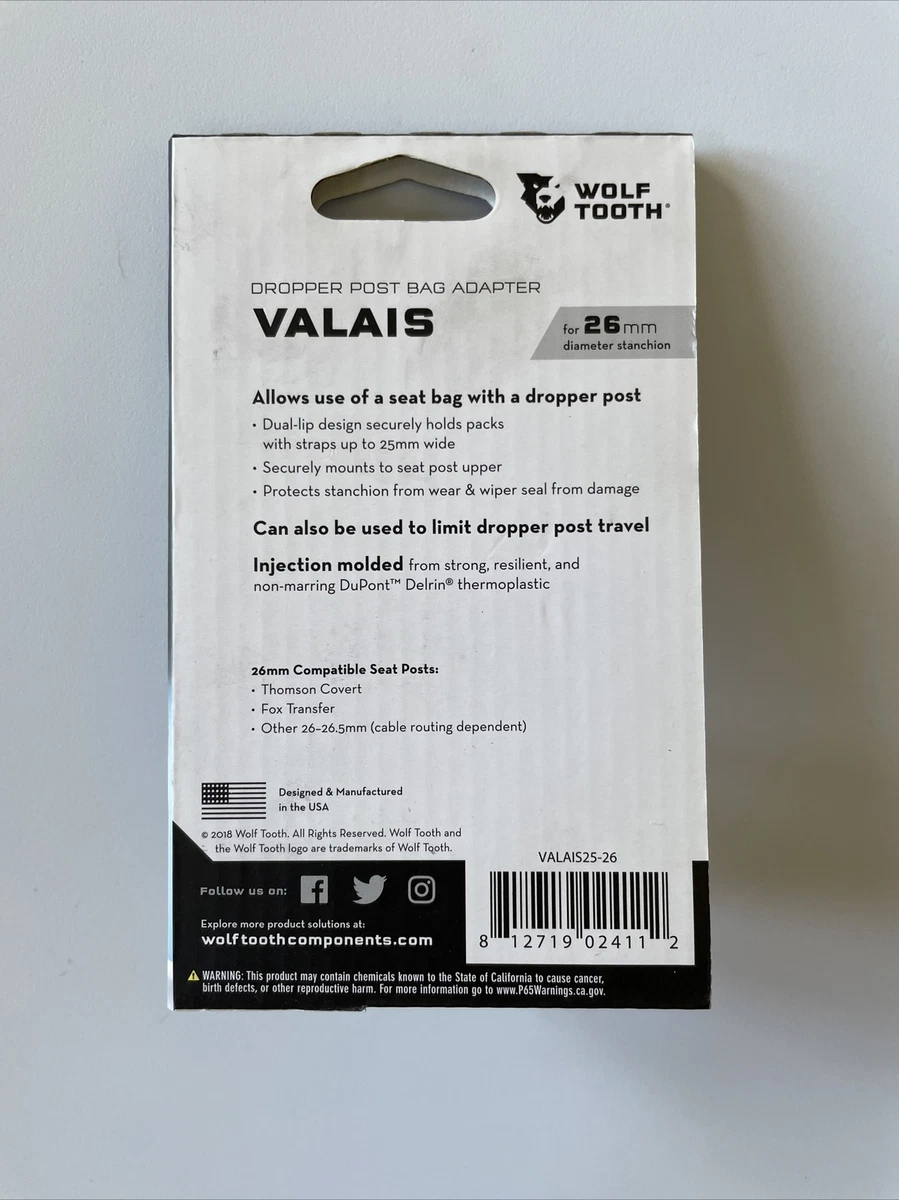 WOLF
TOOTH®
DROPPER POST BAG ADAPTER
VALAIS
for 26mm
diameter stanchion
Allows use of a seat bag with a dropper post
• Dual-lip design securely holds packs
with straps up to 25mm wide
• Securely mounts to seat post upper
• Protects stanchion from wear & wiper seal from damage
Can also be used to limit dropper post travel
Injection molded from strong, resilient, and
non-marring DuPont™ Delrin® thermoplastic
26mm Compatible Seat Posts:
• Thomson Covert
• Fox Transfer
• Other 26-26.5mm (cable routing dependent)
Designed & Manufactured
in the USA
© 2018 Wolf Tooth. All Rights Reserved. Wolf Tooth and
the Wolf Tooth logo are trademarks of Wolf Tooth.
Follow us on:
Explore more product solutions at:
wolftoothcomponents.com
VALAIS25-26
8 12719 02411 2
WARNING: This product may contain chemicals known to the State of California to cause cancer,
birth defects, or other reproductive harm. For more information go to www.P65Warnings.ca.gov.